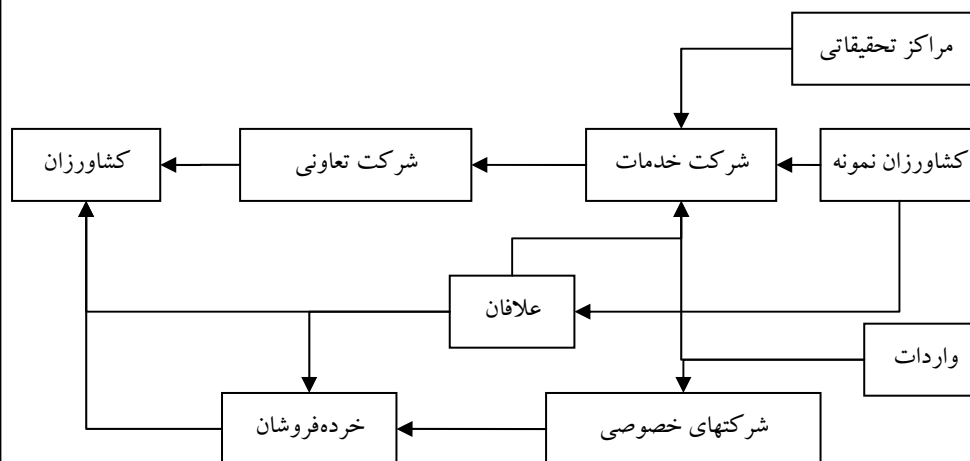 مراکز تحقیقاتی
کشاورزان نمونه
شرکت خدمات
شرکت تعاونی
کشاورزان
علافان
واردات
شرکتهای خصوصی
خرده‌فروشان